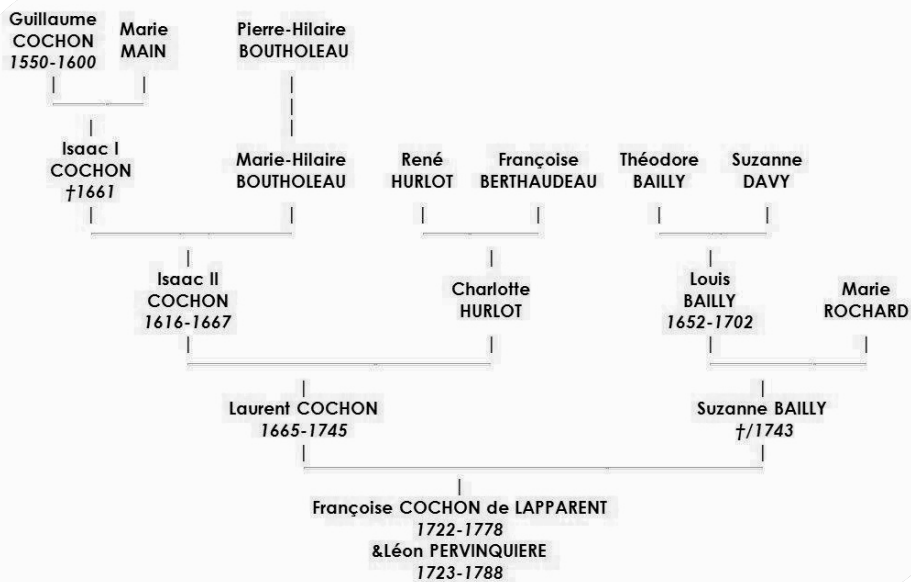 Guillaume
COCHON
1550-1600
Marie
MAIN
Pierre-Hilaire
BOUTHOLEAU
Isaac I
COCHON
†1661
Marie-Hilaire
BOUTHOLEAU
René
HURLOT
Françoise
BERTHAUDEAU
Théodore
BAILLY
Suzanne
DAVY
Isaac II
COCHON
1616-1667
Charlotte
HURLOT
Louis
BAILLY
1652-1702
Marie
ROCHARD
Laurent COCHON
1665-1745
Suzanne BAILLY
†/1743
Françoise COCHON de LAPPARENT
1722-1778
&Léon PERVINQUIERE
1723-1788